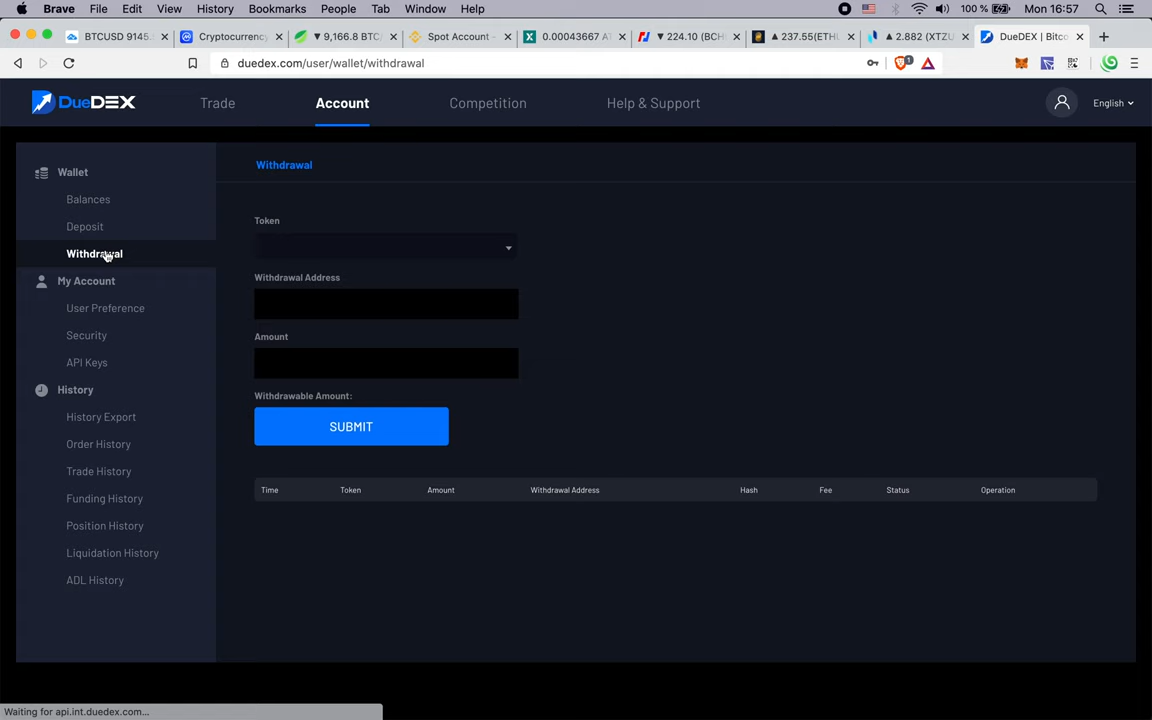 Brave File Edit View History Bookmarks People Tab Window Help 100 % Mon 16:57
BTCUSD 9145. Cryptocurrency ▼ 9,166.8 BTC/ Spot Account - 0.00043667 AT ▼ 224.10 (BCH ▲ 237.55(ETHU ▲ 2.882 (XTZU DueDEX | Bitco
duedex.com/user/wallet/withdrawal 1
DueDEX Trade Account Competition Help & Support English
Wallet
Balances
Deposit
Withdrawal
My Account
User Preference
Security
API Keys
History
History Export
Order History
Trade History
Funding History
Position History
Liquidation History
ADL History
Withdrawal
Token
Withdrawal Address
Amount
Withdrawable Amount:
SUBMIT
Time Token Amount Withdrawal Address Hash Fee Status Operation
Waiting for api.int.duedex.com...